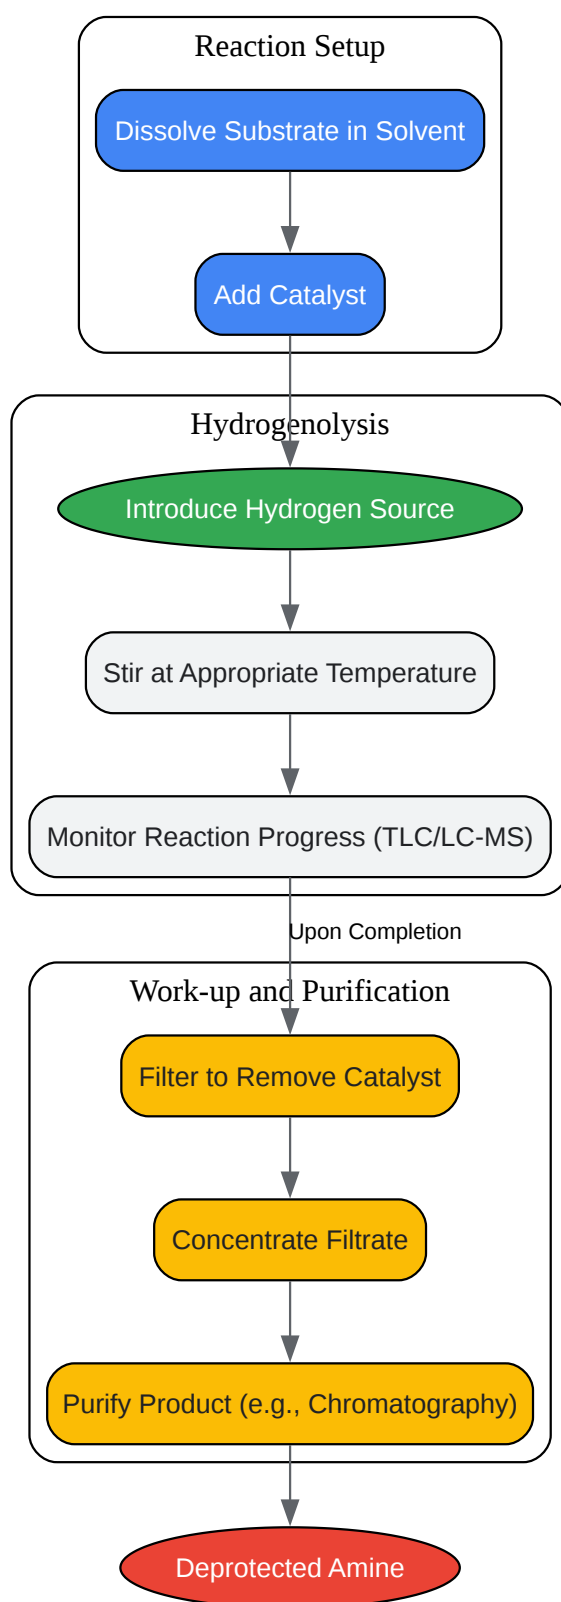 Reaction Setup
Dissolve Substrate in Solvent
Add Catalyst
Hydrogenolysis
Introduce Hydrogen Source
Stir at Appropriate Temperature
Monitor Reaction Progress (TLC/LC-MS)
Upon Completion
Work-up and Purification
Filter to Remove Catalyst
Concentrate Filtrate
Purify Product (e.g., Chromatography)
Deprotected Amine